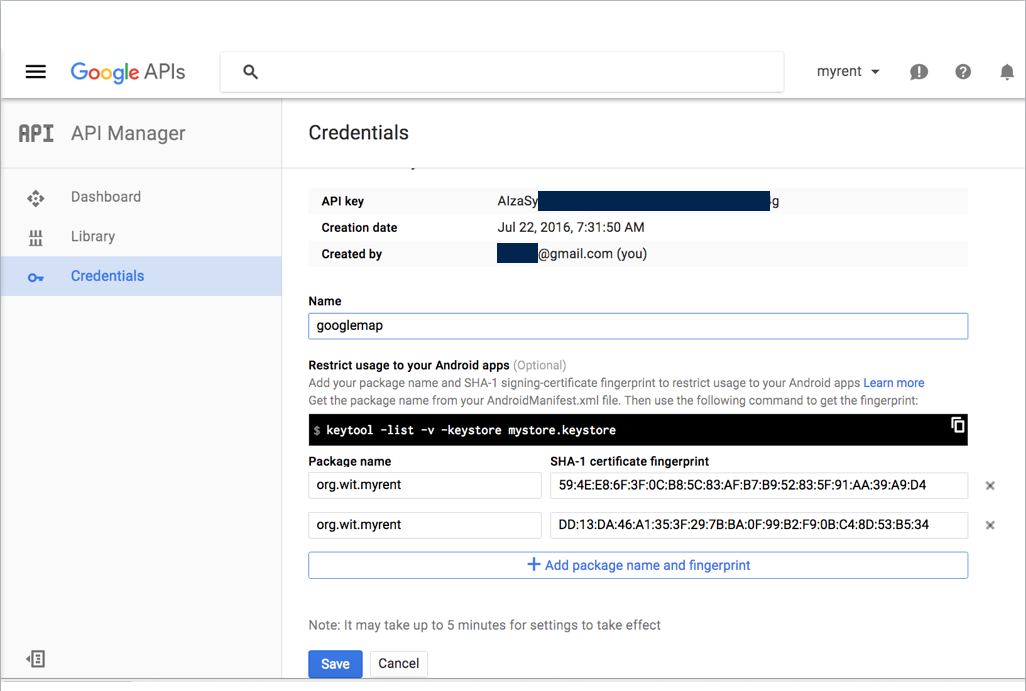 Google APIs
myrent
API API Manager
Credentials
Dashboard
Library
Credentials
API key AIzaSy g
Creation date Jul 22, 2016, 7:31:50 AM
Created by @gmail.com (you)
Name
googlemap
Restrict usage to your Android apps (Optional)
Add your package name and SHA-1 signing-certificate fingerprint to restrict usage to your Android apps Learn more
Get the package name from your AndroidManifest.xml file. Then use the following command to get the fingerprint:
$ keytool -list -v -keystore mystore.keystore
Package name SHA-1 certificate fingerprint
org.wit.myrent 59:4E:E8:6F:3F:0C:B8:5C:83:AF:B7:B9:52:83:5F:91:AA:39:A9:D4
org.wit.myrent DD:13:DA:46:A1:35:3F:29:7B:BA:0F:99:B2:F9:0B:C4:8D:53:B5:34
+ Add package name and fingerprint
Note: It may take up to 5 minutes for settings to take effect
Save Cancel